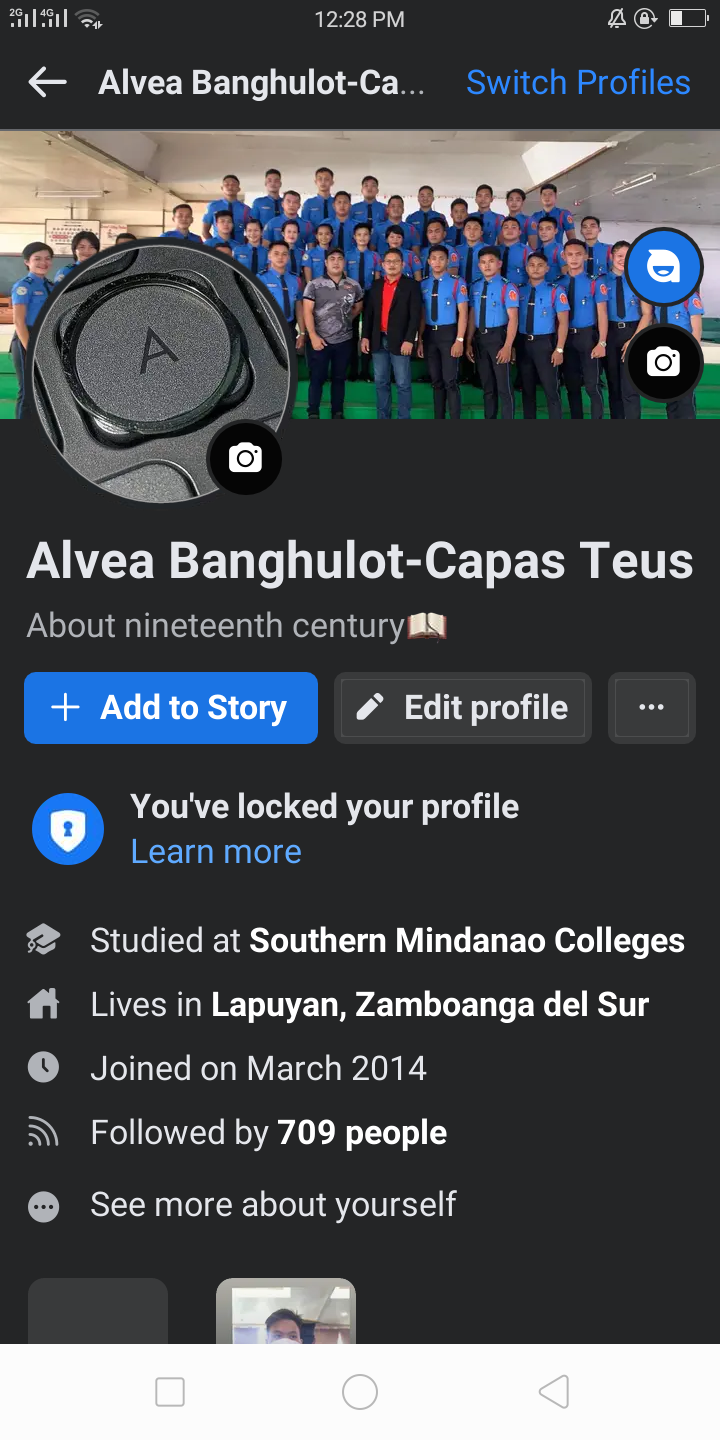 2G 4G 12:28 PM
Alvea Banghulot-Ca... Switch Profiles
A
Alvea Banghulot-Capas Teus
About nineteenth century📖
Add to Story Edit profile
You've locked your profile
Learn more
Studied at Southern Mindanao Colleges
Lives in Lapuyan, Zamboanga del Sur
Joined on March 2014
Followed by 709 people
See more about yourself